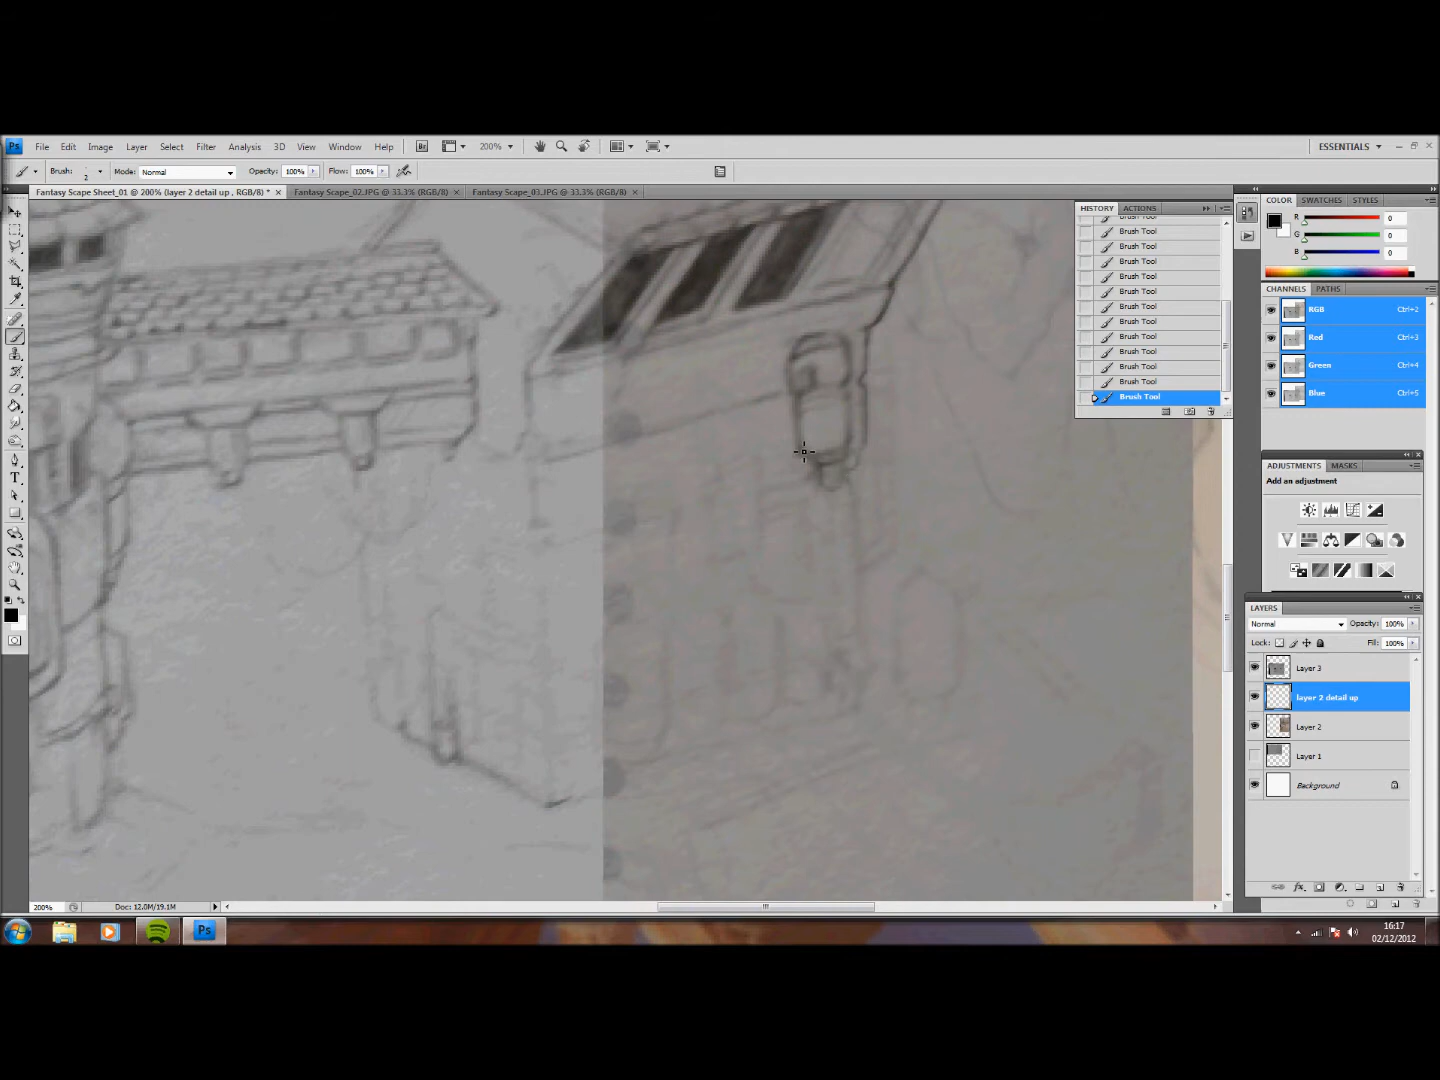 Ps File Edit Image Layer Select Filter Analysis 3D View Window Help Br 200% ESSENTIALS
Brush: 2 Mode: Normal Opacity: 100% Flow: 100%
Fantasy Scape Sheet_01 @ 200% (layer 2 detail up , RGB/8) * Fantasy Scape_02.JPG @ 33.3% (RGB/8) Fantasy Scape_03.JPG @ 33.3% (RGB/8)
HISTORY ACTIONS
Brush Tool
Brush Tool
Brush Tool
Brush Tool
Brush Tool
Brush Tool
Brush Tool
Brush Tool
Brush Tool
Brush Tool
Brush Tool
Brush Tool
Brush Tool
COLOR SWATCHES STYLES
R 0
G 0
B 0
CHANNELS PATHS
RGB Ctrl+2
Red Ctrl+3
Green Ctrl+4
Blue Ctrl+5
ADJUSTMENTS MASKS
Add an adjustment
LAYERS
Normal Opacity: 100%
Lock: Fill: 100%
Layer 3
layer 2 detail up
Layer 2
Layer 1
Background
200% Doc: 12.0M/19.1M
Ps
16:17
02/12/2012